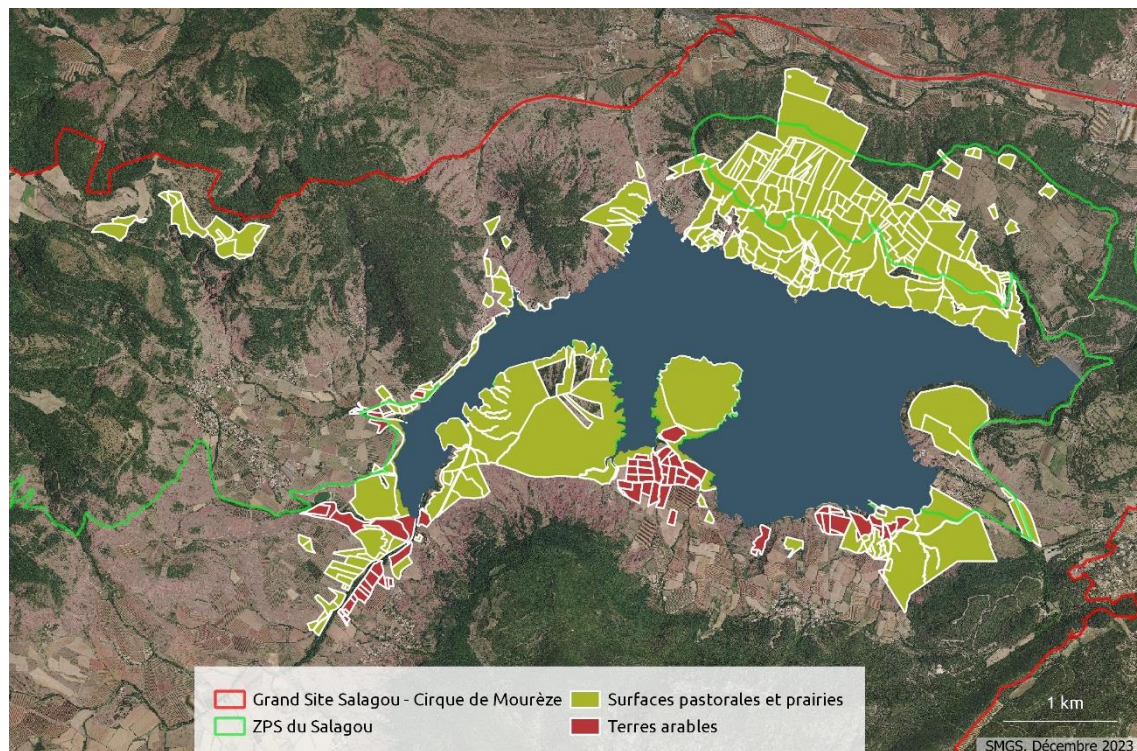 Grand Site Salagou - Cirque de Mourèze
ZPS du Salagou
Surfaces pastorales et prairies
Terres arables
1 km
SMGS, Décembre 2023